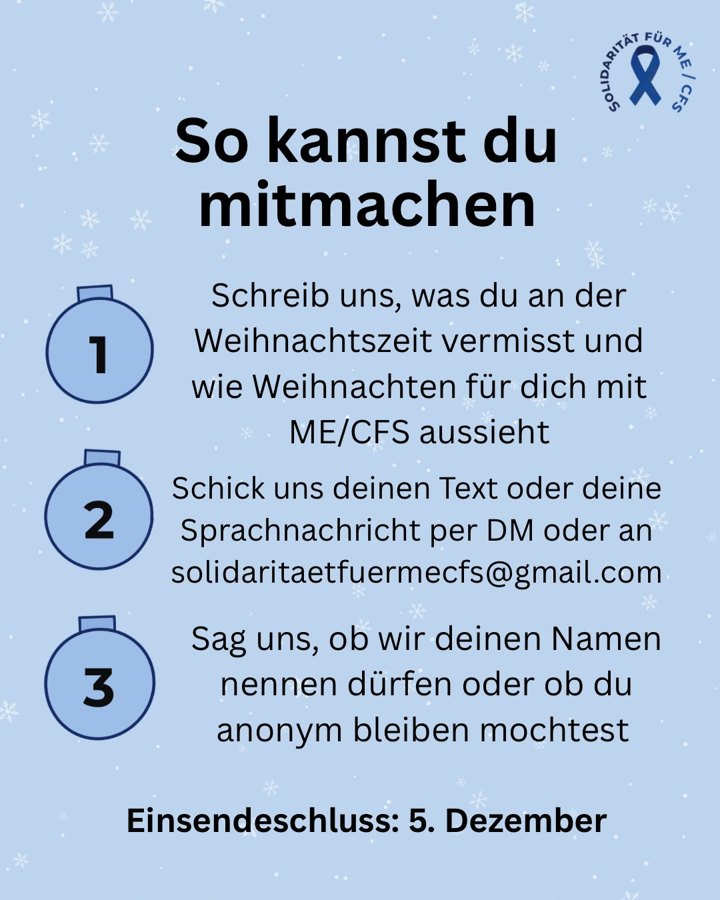 SOLIDARITÄT FÜR ME / CFS
So kannst du
mitmachen
1
Schreib uns, was du an der
Weihnachtszeit vermisst und
wie Weihnachten für dich mit
ME/CFS aussieht
2
Schick uns deinen Text oder deine
Sprachnachricht per DM oder an
solidaritaetfuermecfs@gmail.com
3
Sag uns, ob wir deinen Namen
nennen dürfen oder ob du
anonym bleiben mochtest
Einsendeschluss: 5. Dezember